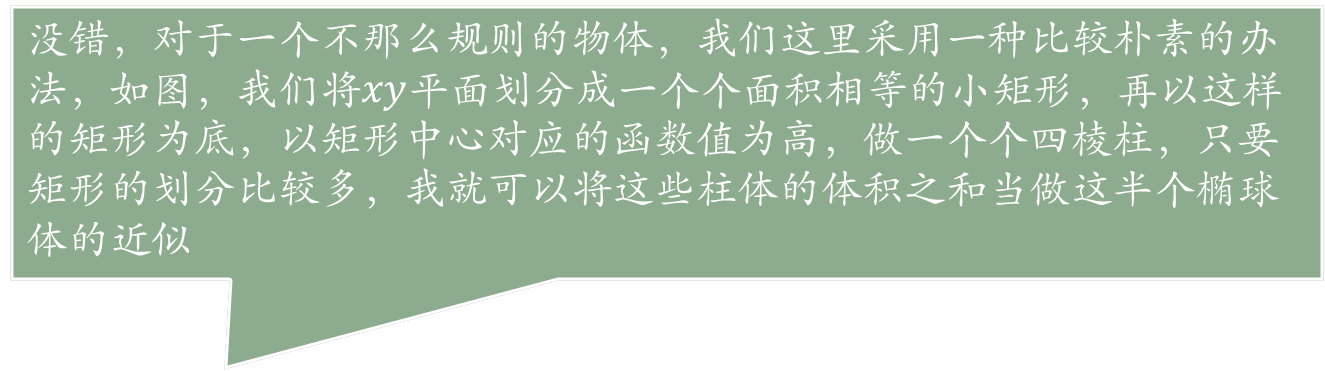 没错，对于一个不那么规则的物体，我们这里采用一种比较朴素的办
法，如图，我们将xy平面划分成一个个面积相等的小矩形，再以这样
的矩形为底，以矩形中心对应的函数值为高，做一个个四棱柱，只要
矩形的划分比较多，我就可以将这些柱体的体积之和当做这半个椭球
体的近似